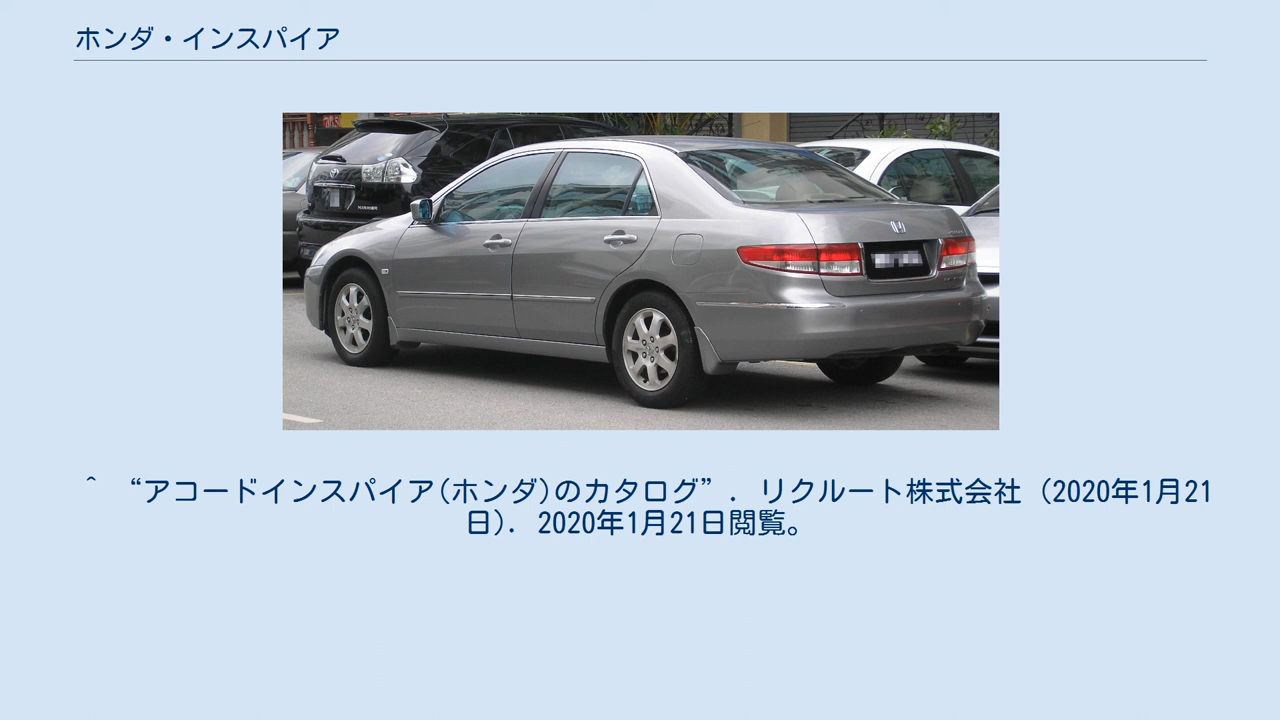 ホンダ・インスパイア
^ “アコードインスパイア(ホンダ)のカタログ”. リクルート株式会社 (2020年1月21
日). 2020年1月21日閲覧。